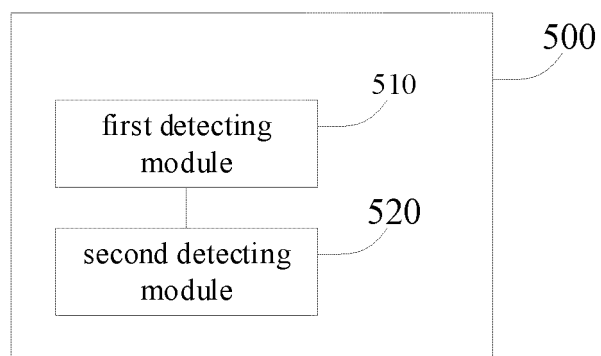 500
510
first detecting
module
520
second detecting
module